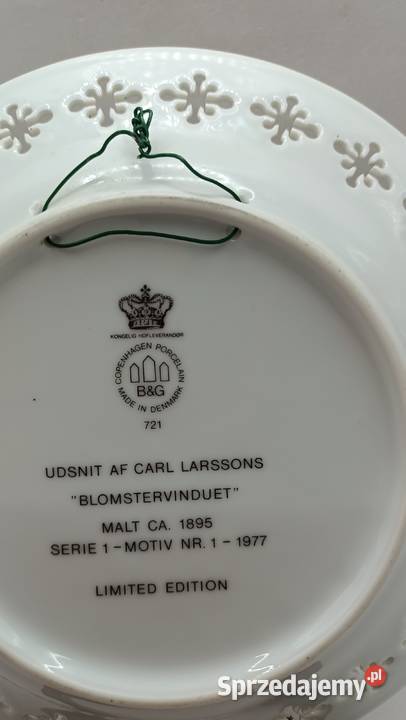 KONGELIG HOFLEVERANDØR
COPENHAGEN PORCELAIN
B&G
MADE IN DENMARK
721
UDSNIT AF CARL LARSSONS
"BLOMSTERVINDUET"
MALT CA. 1895
SERIE 1 – MOTIV NR. 1 – 1977
LIMITED EDITION
Sprzedajemy.pl